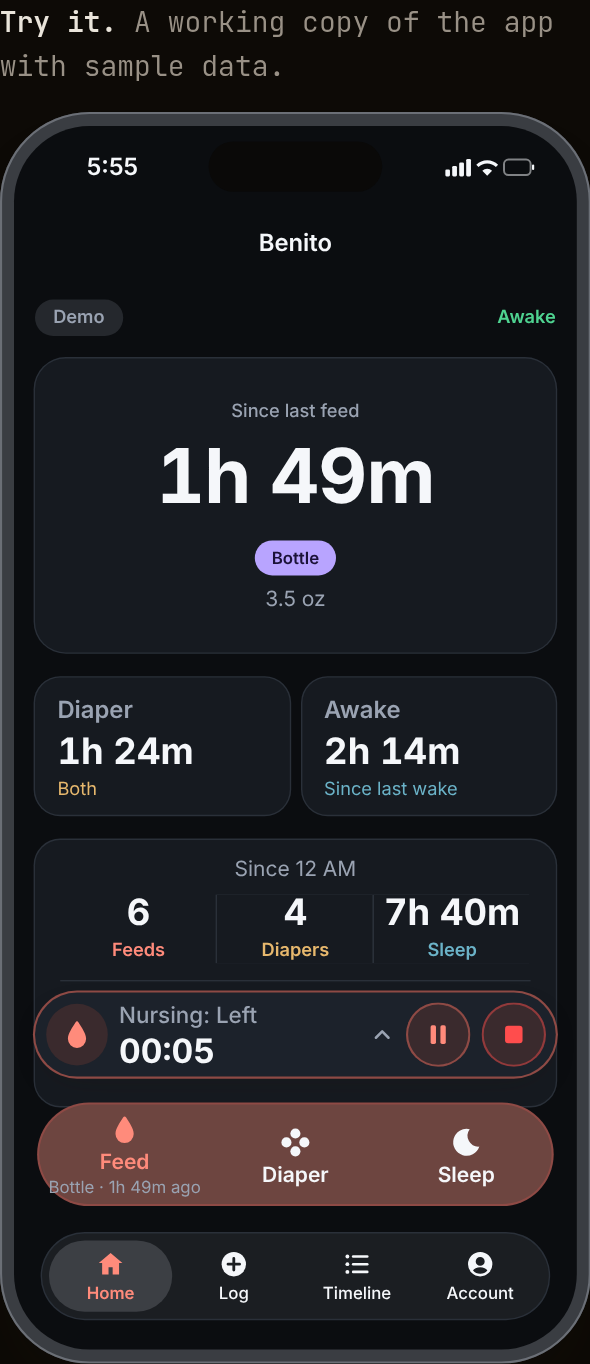 Try it. A working copy of the app
with sample data.
5:55
Benito
Demo
Awake
Since last feed
1h 49m
Bottle
3.5 oz
Diaper
1h 24m
Both
Awake
2h 14m
Since last wake
Since 12 AM
6
Feeds
4
Diapers
7h 40m
Sleep
Nursing: Left
00:05
Feed
Bottle · 1h 49m ago
Diaper
Sleep
Home
Log
Timeline
Account